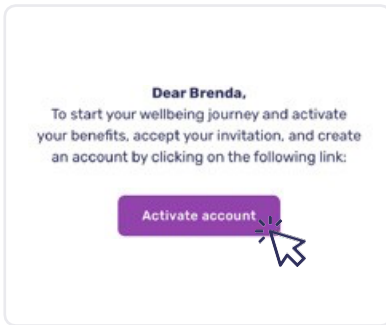 Dear Brenda,
To start your wellbeing journey and activate
your benefits, accept your invitation, and create
an account by clicking on the following link:
Activate account